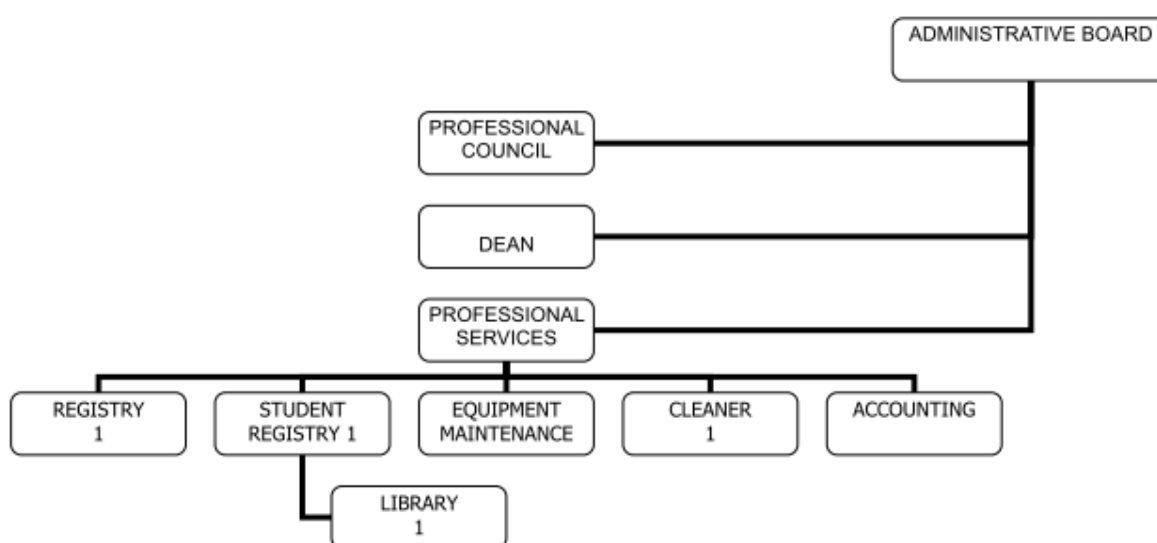 ADMINISTRATIVE BOARD
PROFESSIONAL
COUNCIL
DEAN
PROFESSIONAL
SERVICES
REGISTRY
1
STUDENT
REGISTRY 1
EQUIPMENT
MAINTENANCE
CLEANER
1
ACCOUNTING
LIBRARY
1